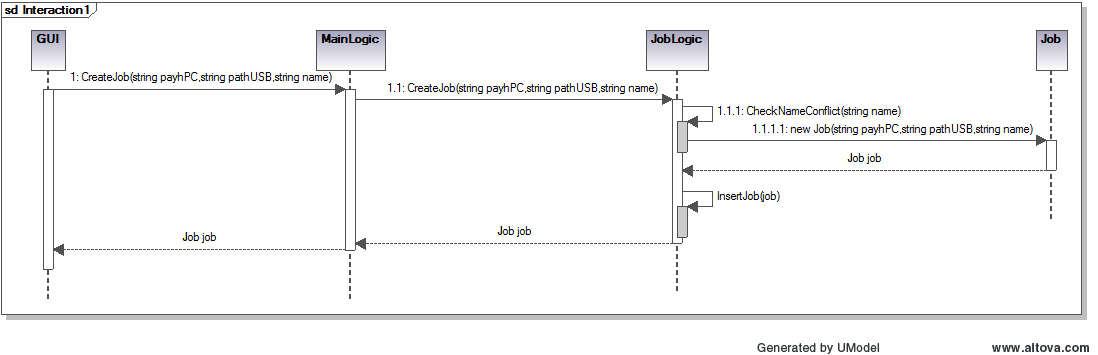 sd Interaction1
GUI
MainLogic
JobLogic
Job
1: CreateJob(string payhPC,string pathUSB,string name)
1.1: CreateJob(string payhPC,string pathUSB,string name)
1.1.1: CheckNameConflict(string name)
1.1.1.1: new Job(string payhPC,string pathUSB,string name)
Job job
InsertJob(job)
Job job
Job job
Generated by UModel
www.altova.com